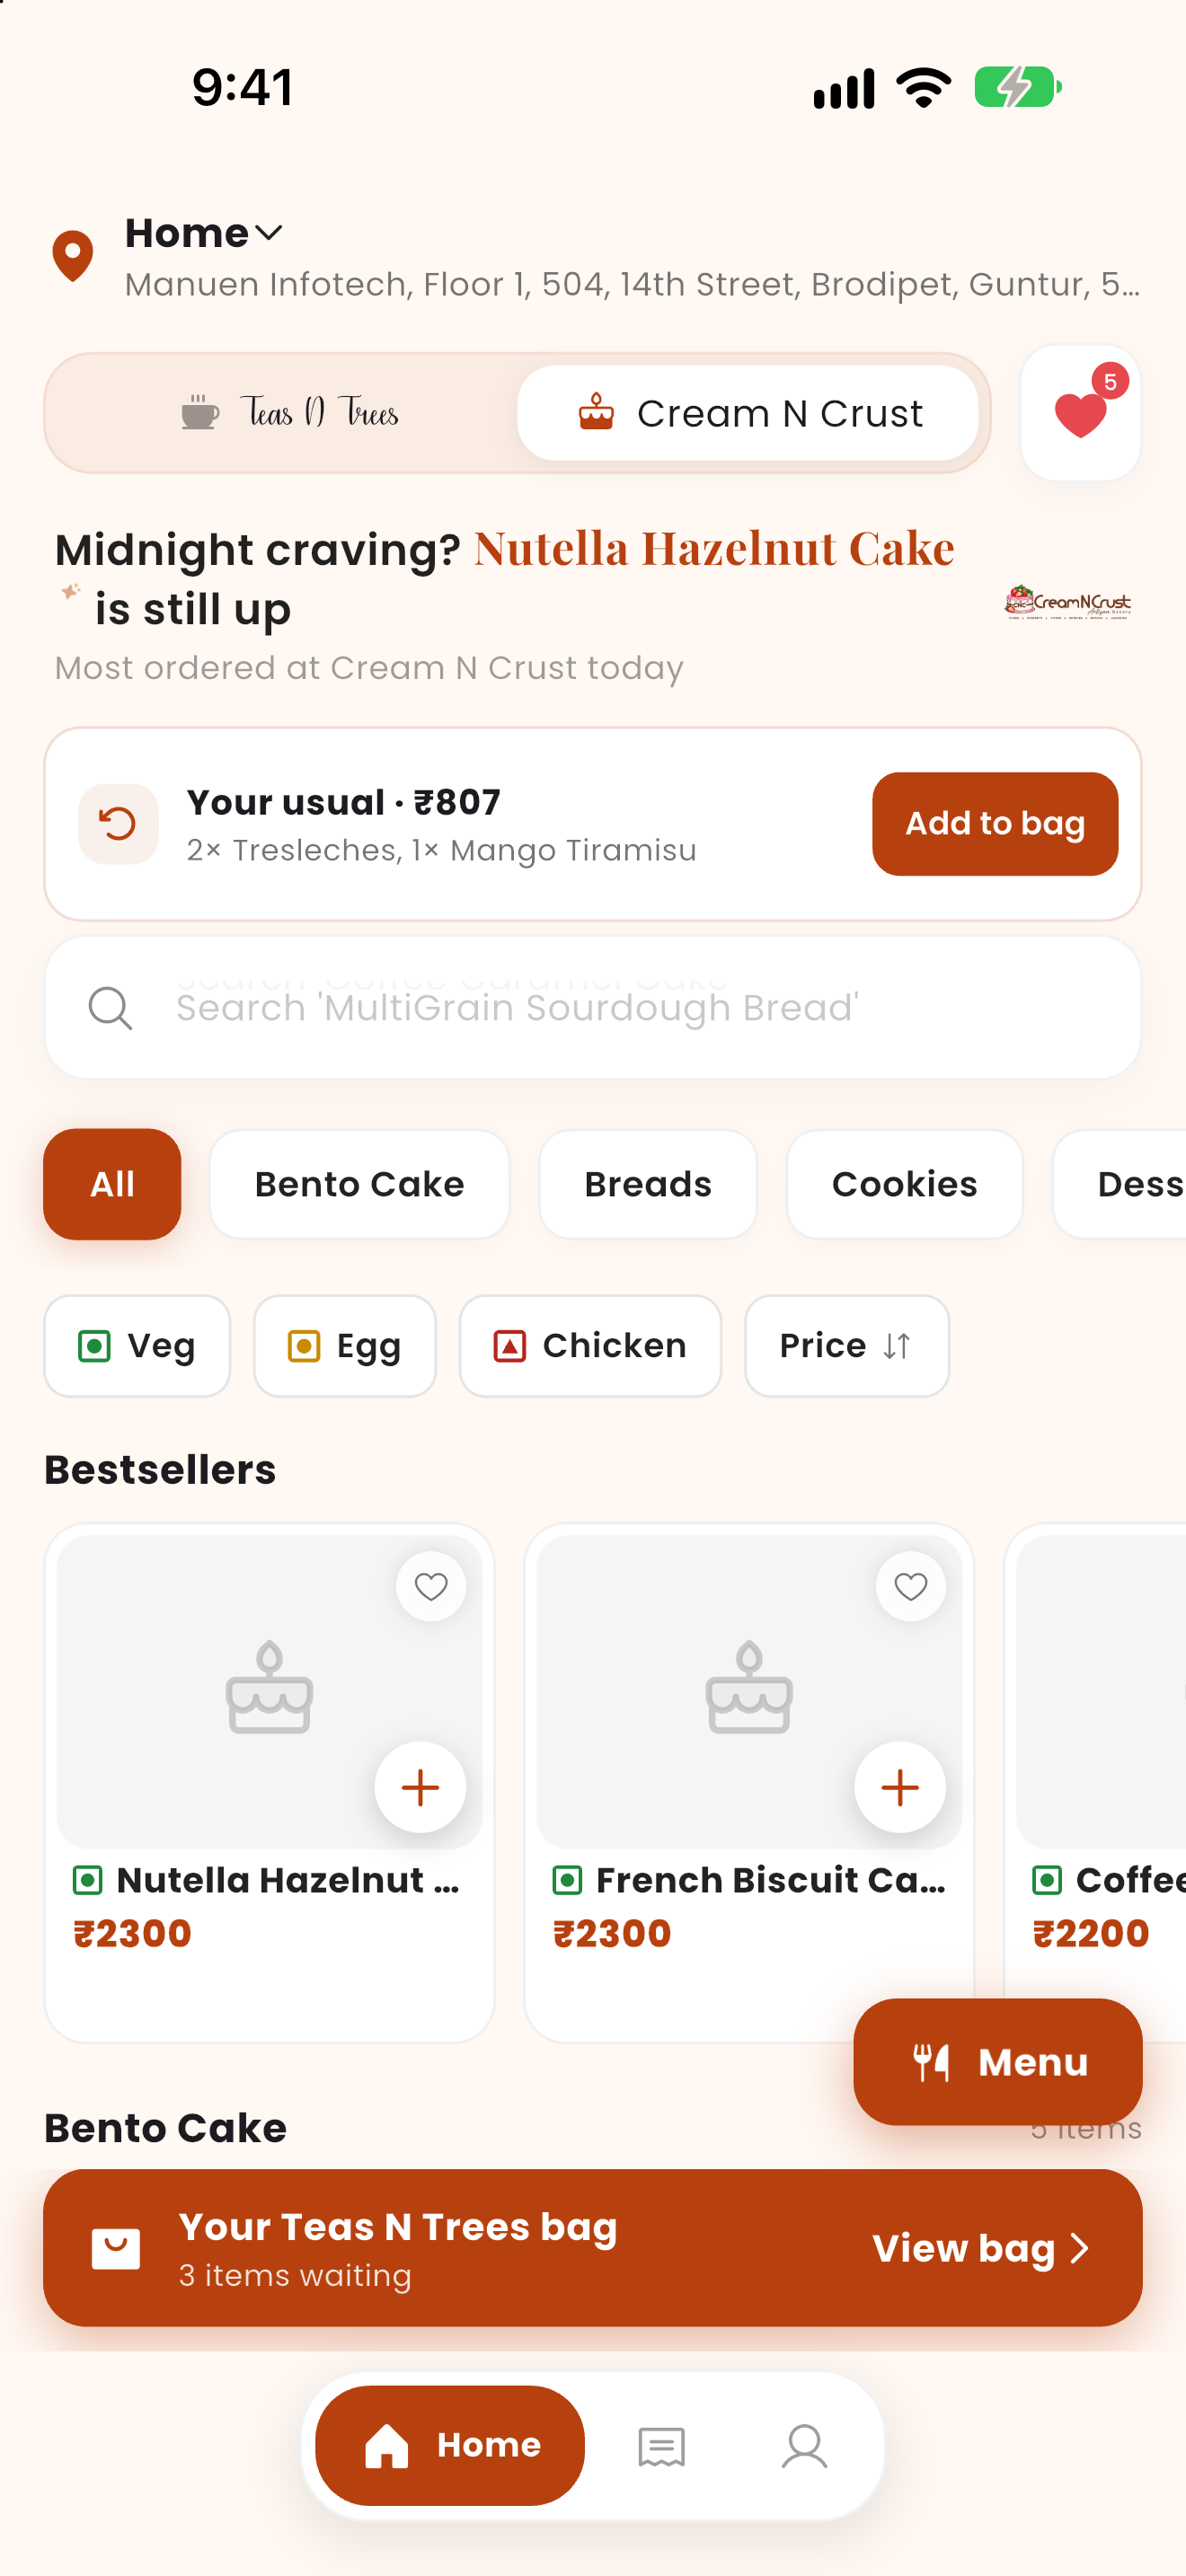 9:41
Home
Manuen Infotech, Floor 1, 504, 14th Street, Brodipet, Guntur, 5...
Teas N Trees
Cream N Crust
5
Midnight craving? Nutella Hazelnut Cake
is still up
CreamNCrust
Most ordered at Cream N Crust today
Your usual · ₹807
2× Tresleches, 1× Mango Tiramisu
Add to bag
Search 'MultiGrain Sourdough Bread'
All
Bento Cake
Breads
Cookies
Dess
Veg
Egg
Chicken
Price
Bestsellers
Nutella Hazelnut ...
₹2300
French Biscuit Ca...
₹2300
Coffee
₹2200
Menu
Bento Cake
5 items
Your Teas N Trees bag
3 items waiting
View bag
Home